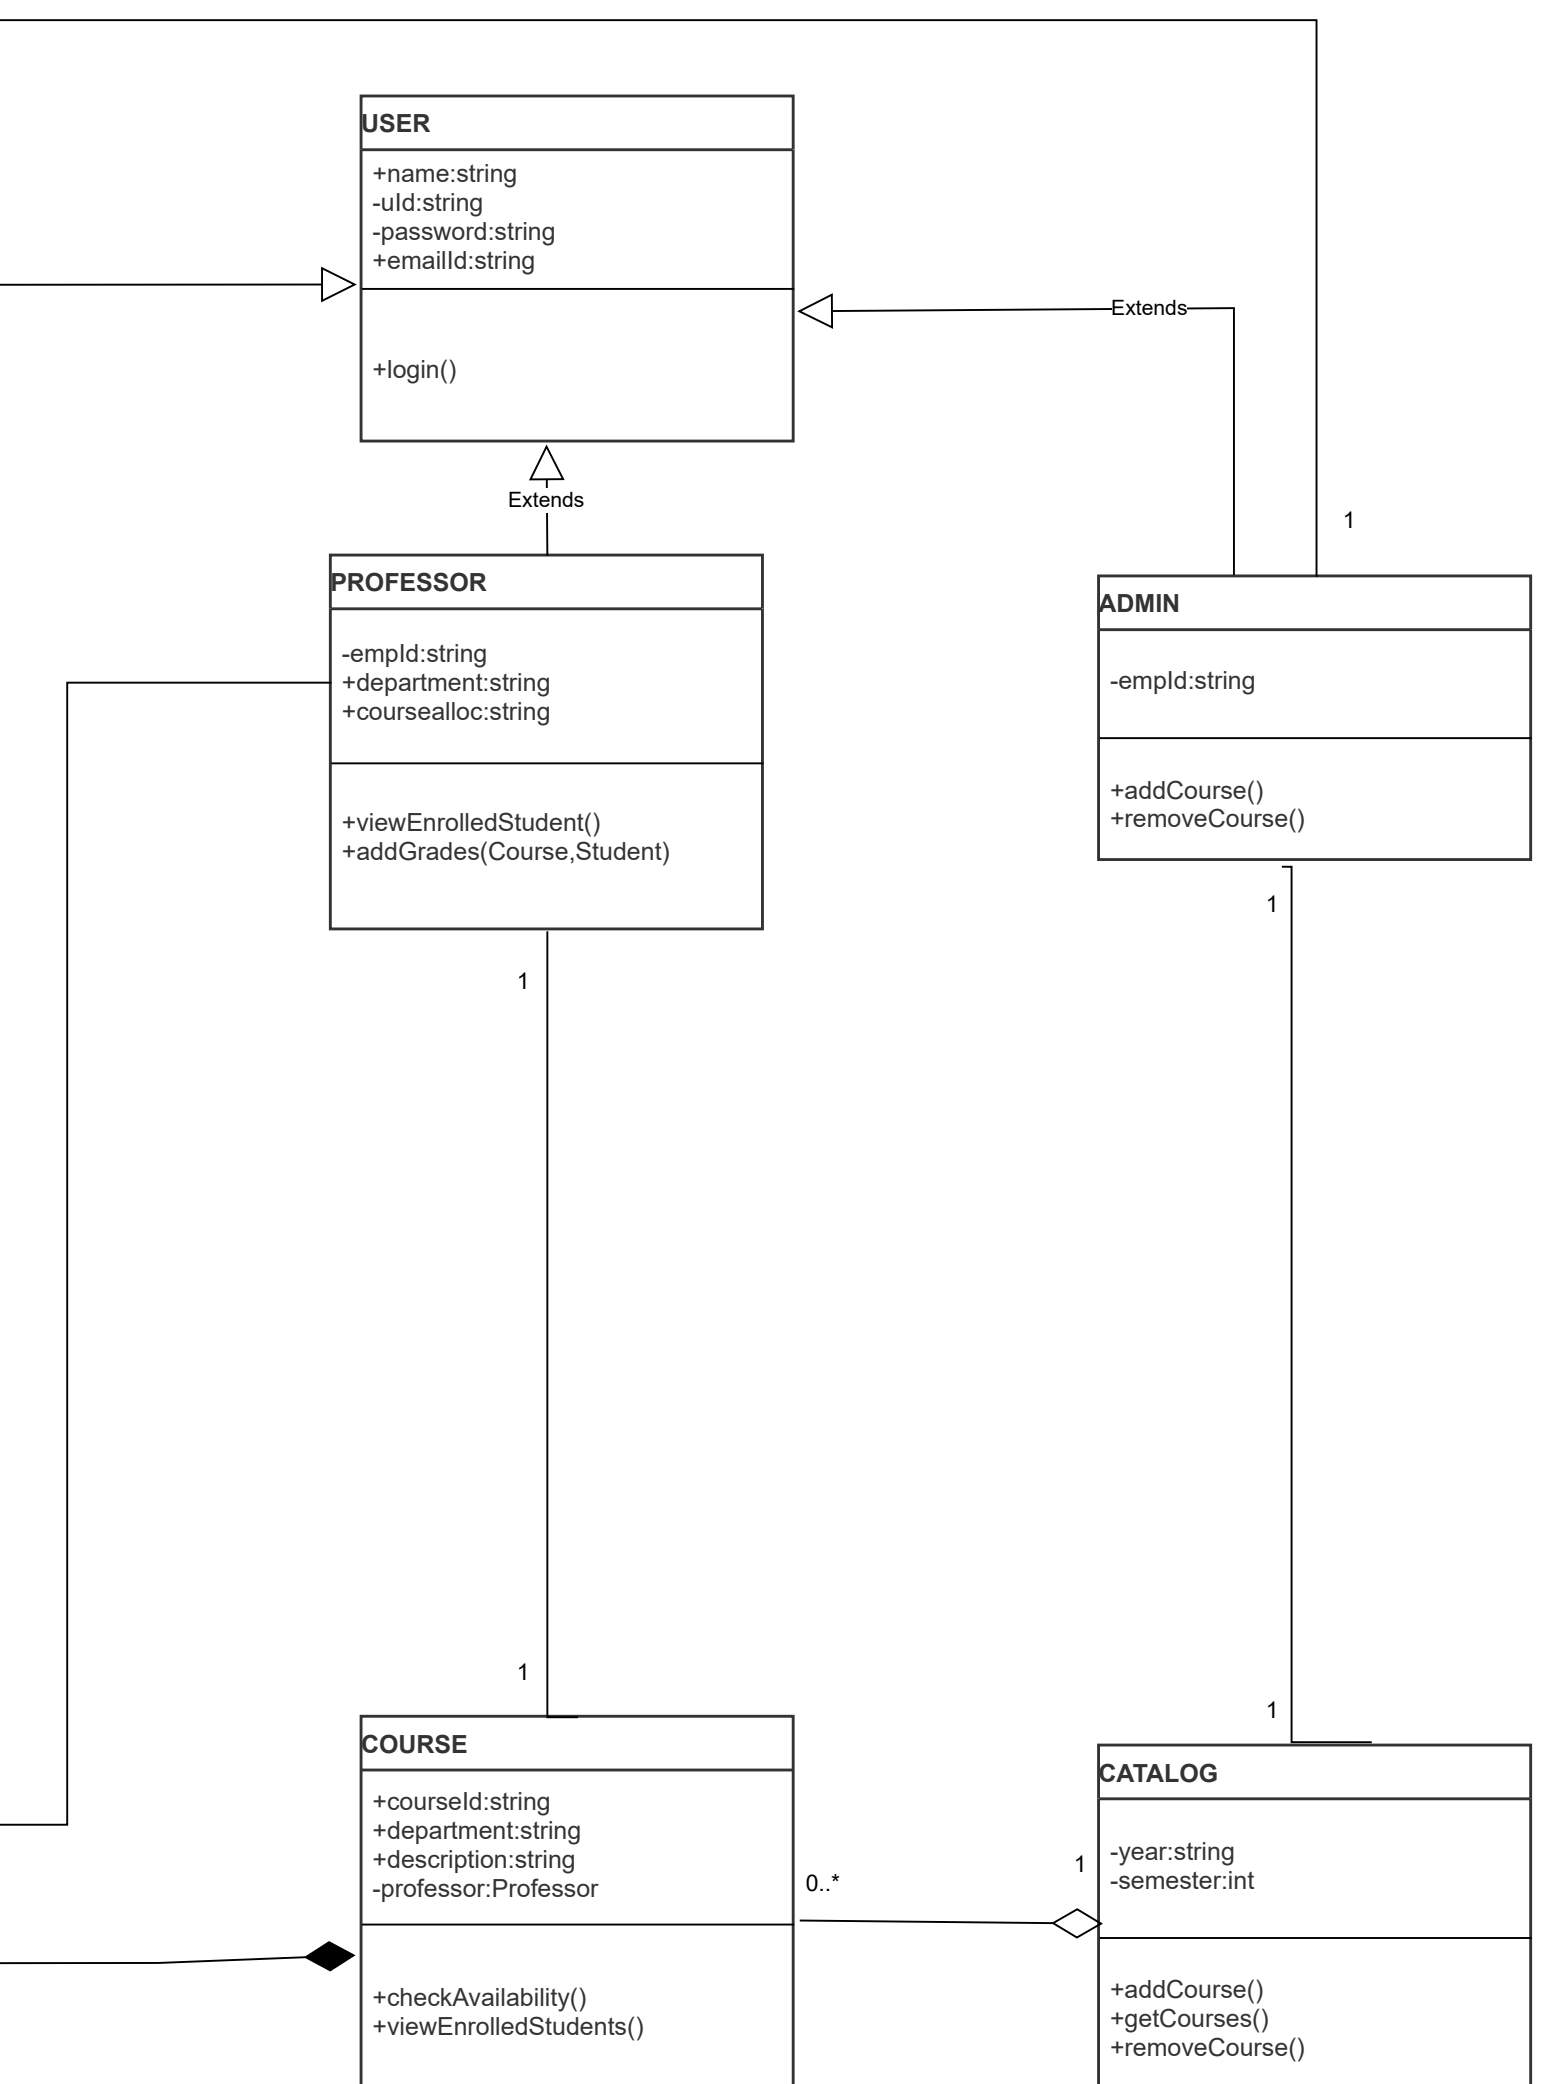 USER
+name:string
-uId:string
-password:string
+emailId:string
+login()
Extends
Extends
1
PROFESSOR
-empId:string
+department:string
+coursealloc:string
+viewEnrolledStudent()
+addGrades(Course,Student)
ADMIN
-empId:string
+addCourse()
+removeCourse()
1
1
1
1
COURSE
+courseId:string
+department:string
+description:string
-professor:Professor
+checkAvailability()
+viewEnrolledStudents()
0..*
1
CATALOG
-year:string
-semester:int
+addCourse()
+getCourses()
+removeCourse()